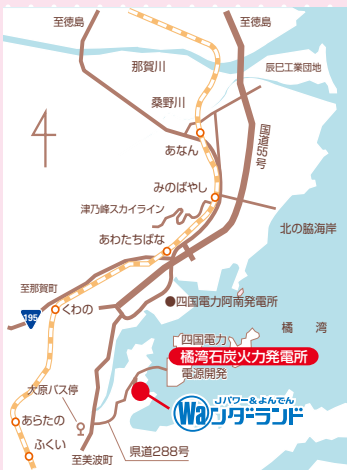 至徳島
至徳島
那賀川
辰巳工業団地
桑野川
国道55号
あなん
みのばやし
津乃峰スカイライン
北の脇海岸
あわたちばな
至那賀町
195
くわの
四国電力阿南発電所
橘 湾
四国電力
橘湾石炭火力発電所
電源開発
大原バス停
Jパワー&よんでん
Waンダーランド
あらたの
ふくい
県道288号
至美波町